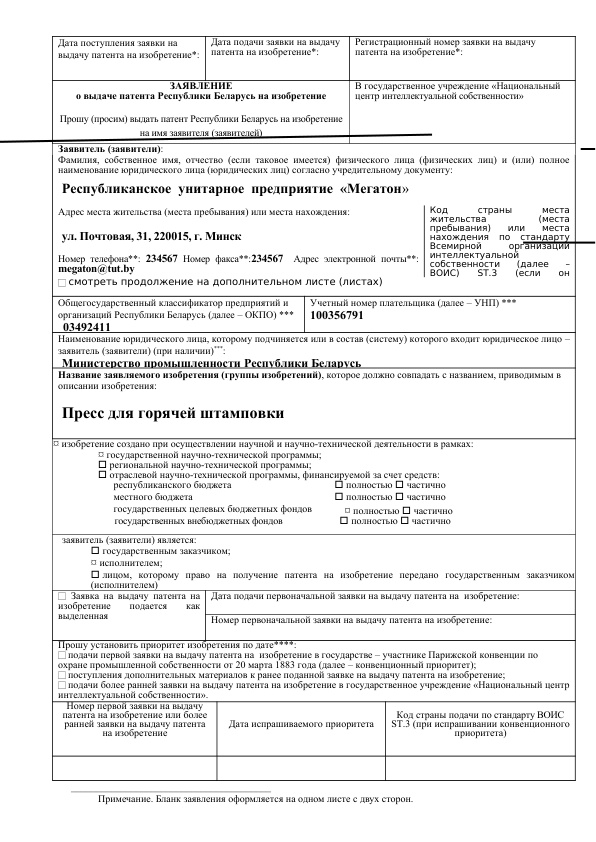 Дата поступления заявки на
выдачу патента на изобретение*:
Дата подачи заявки на выдачу
патента на изобретение*:
Регистрационный номер заявки на выдачу
патента на изобретение*:
ЗАЯВЛЕНИЕ
о выдаче патента Республики Беларусь на изобретение
Прошу (просим) выдать патент Республики Беларусь на изобретение
на имя заявителя (заявителей)
В государственное учреждение «Национальный
центр интеллектуальной собственности»
Заявитель (заявители):
Фамилия, собственное имя, отчество (если таковое имеется) физического лица (физических лиц) и (или) полное
наименование юридического лица (юридических лиц) согласно учредительному документу:
Республиканское унитарное предприятие «Мегатон»
Адрес места жительства (места пребывания) или места нахождения:
ул. Почтовая, 31, 220015, г. Минск
Номер телефона**: 234567 Номер факса**:234567 Адрес электронной почты**:
megaton@tut.by
□ смотреть продолжение на дополнительном листе (листах)
Код страны места
жительства (места
пребывания) или места
нахождения по стандарту
Всемирной организации
интеллектуальной
собственности (далее –
ВОИС) ST.3 (если он
Общегосударственный классификатор предприятий и
организаций Республики Беларусь (далее – ОКПО) ***
03492411
Учетный номер плательщика (далее – УНП) ***
100356791
Наименование юридического лица, которому подчиняется или в состав (систему) которого входит юридическое лицо –
заявитель (заявители) (при наличии)***:
Министерство промышленности Республики Беларусь
Название заявляемого изобретения (группы изобретений), которое должно совпадать с названием, приводимым в
описании изобретения:
Пресс для горячей штамповки
¤ изобретение создано при осуществлении научной и научно-технической деятельности в рамках:
¤ государственной научно-технической программы;
□ региональной научно-технической программы;
□ отраслевой научно-технической программы, финансируемой за счет средств:
республиканского бюджета □ полностью □ частично
местного бюджета □ полностью □ частично
государственных целевых бюджетных фондов ¤ полностью □ частично
государственных внебюджетных фондов □ полностью □ частично
заявитель (заявители) является:
□ государственным заказчиком;
¤ исполнителем;
□ лицом, которому право на получение патента на изобретение передано государственным заказчиком
(исполнителем)
□ Заявка на выдачу патента на
изобретение подается как
выделенная
Дата подачи первоначальной заявки на выдачу патента на изобретение:
Номер первоначальной заявки на выдачу патента на изобретение:
Прошу установить приоритет изобретения по дате****:
□ подачи первой заявки на выдачу патента на изобретение в государстве – участнике Парижской конвенции по
охране промышленной собственности от 20 марта 1883 года (далее – конвенционный приоритет);
□ поступления дополнительных материалов к ранее поданной заявке на выдачу патента на изобретение;
□ подачи более ранней заявки на выдачу патента на изобретение в государственное учреждение «Национальный центр
интеллектуальной собственности».
Номер первой заявки на выдачу
патента на изобретение или более
ранней заявки на выдачу патента
на изобретение
Дата испрашиваемого приоритета
Код страны подачи по стандарту ВОИС
ST.3 (при испрашивании конвенционного
приоритета)
Примечание. Бланк заявления оформляется на одном листе с двух сторон.